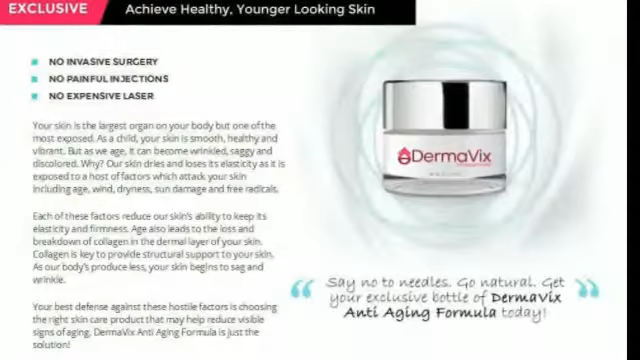 EXCLUSIVE
Achieve Healthy, Younger Looking Skin
NO INVASIVE SURGERY
NO PAINFUL INJECTIONS
NO EXPENSIVE LASER
Your skin is the largest organ on your body but one of the
most exposed. As a child, your skin is smooth, healthy and
vibrant. But as we age, it can become wrinkled, saggy and
discolored. Why? Our skin dries and loses its elasticity as it is
exposed to a host of factors which attack your skin
including age, wind, dryness, sun damage and free radicals.
Each of these factors reduce our skin's ability to keep its
elasticity and firmness. Age also leads to the loss and
breakdown of collagen in the dermal layer of your skin.
Collagen is key to provide structural support to your skin.
As our body's produce less, your skin begins to sag and
wrinkle.
Your best defense against these hostile factors is choosing
the right skin care product that may help reduce visible
signs of aging. DermaVix Anti Aging Formula is just the
solution!
DermaVix
“ Say no to needles. Go natural. Get ”
your exclusive bottle of DermaVix
Anti Aging Formula today!